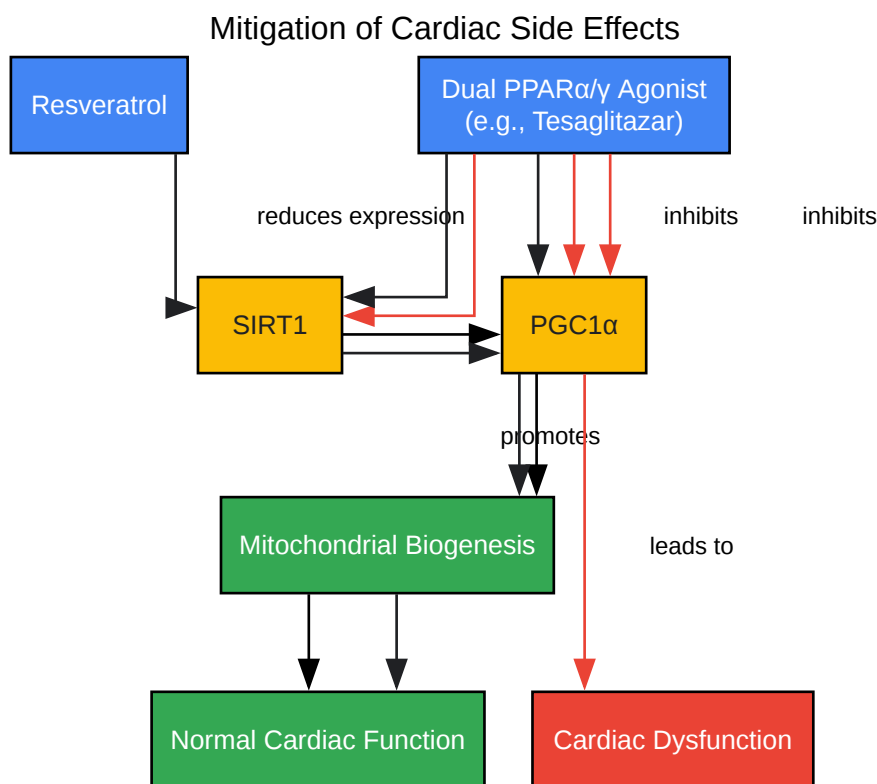 Mitigation of Cardiac Side Effects
Resveratrol
Dual PPARα/γ Agonist
(e.g., Tesaglitazar)
reduces expression
inhibits
inhibits
SIRT1
PGC1α
promotes
Mitochondrial Biogenesis
leads to
Normal Cardiac Function
Cardiac Dysfunction